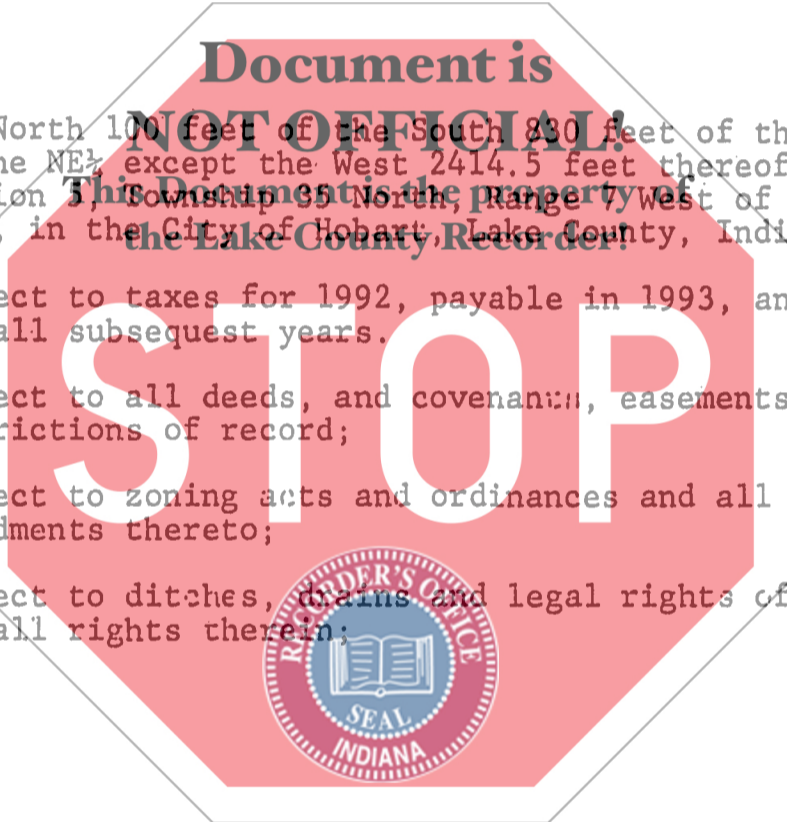 Document is
NOT OFFICIAL!
This Document is the property of
the Lake County Recorder!
North feet of the South 830 feet of th
he NE¼, except the West 2414.5 feet thereof
ion Township 35 North, Range 7 West of
, in the City of Hobart, Lake County, Indi
ect to taxes for 1992, payable in 1993, an
all subsequent years.
ect to all deeds, and covenants, easements
rictions of record;
ect to zoning acts and ordinances and all
dments thereto;
ect to ditches, drains and legal rights of
all rights therein;
STOP
RECORDER'S OFFICE
SEAL
INDIANA